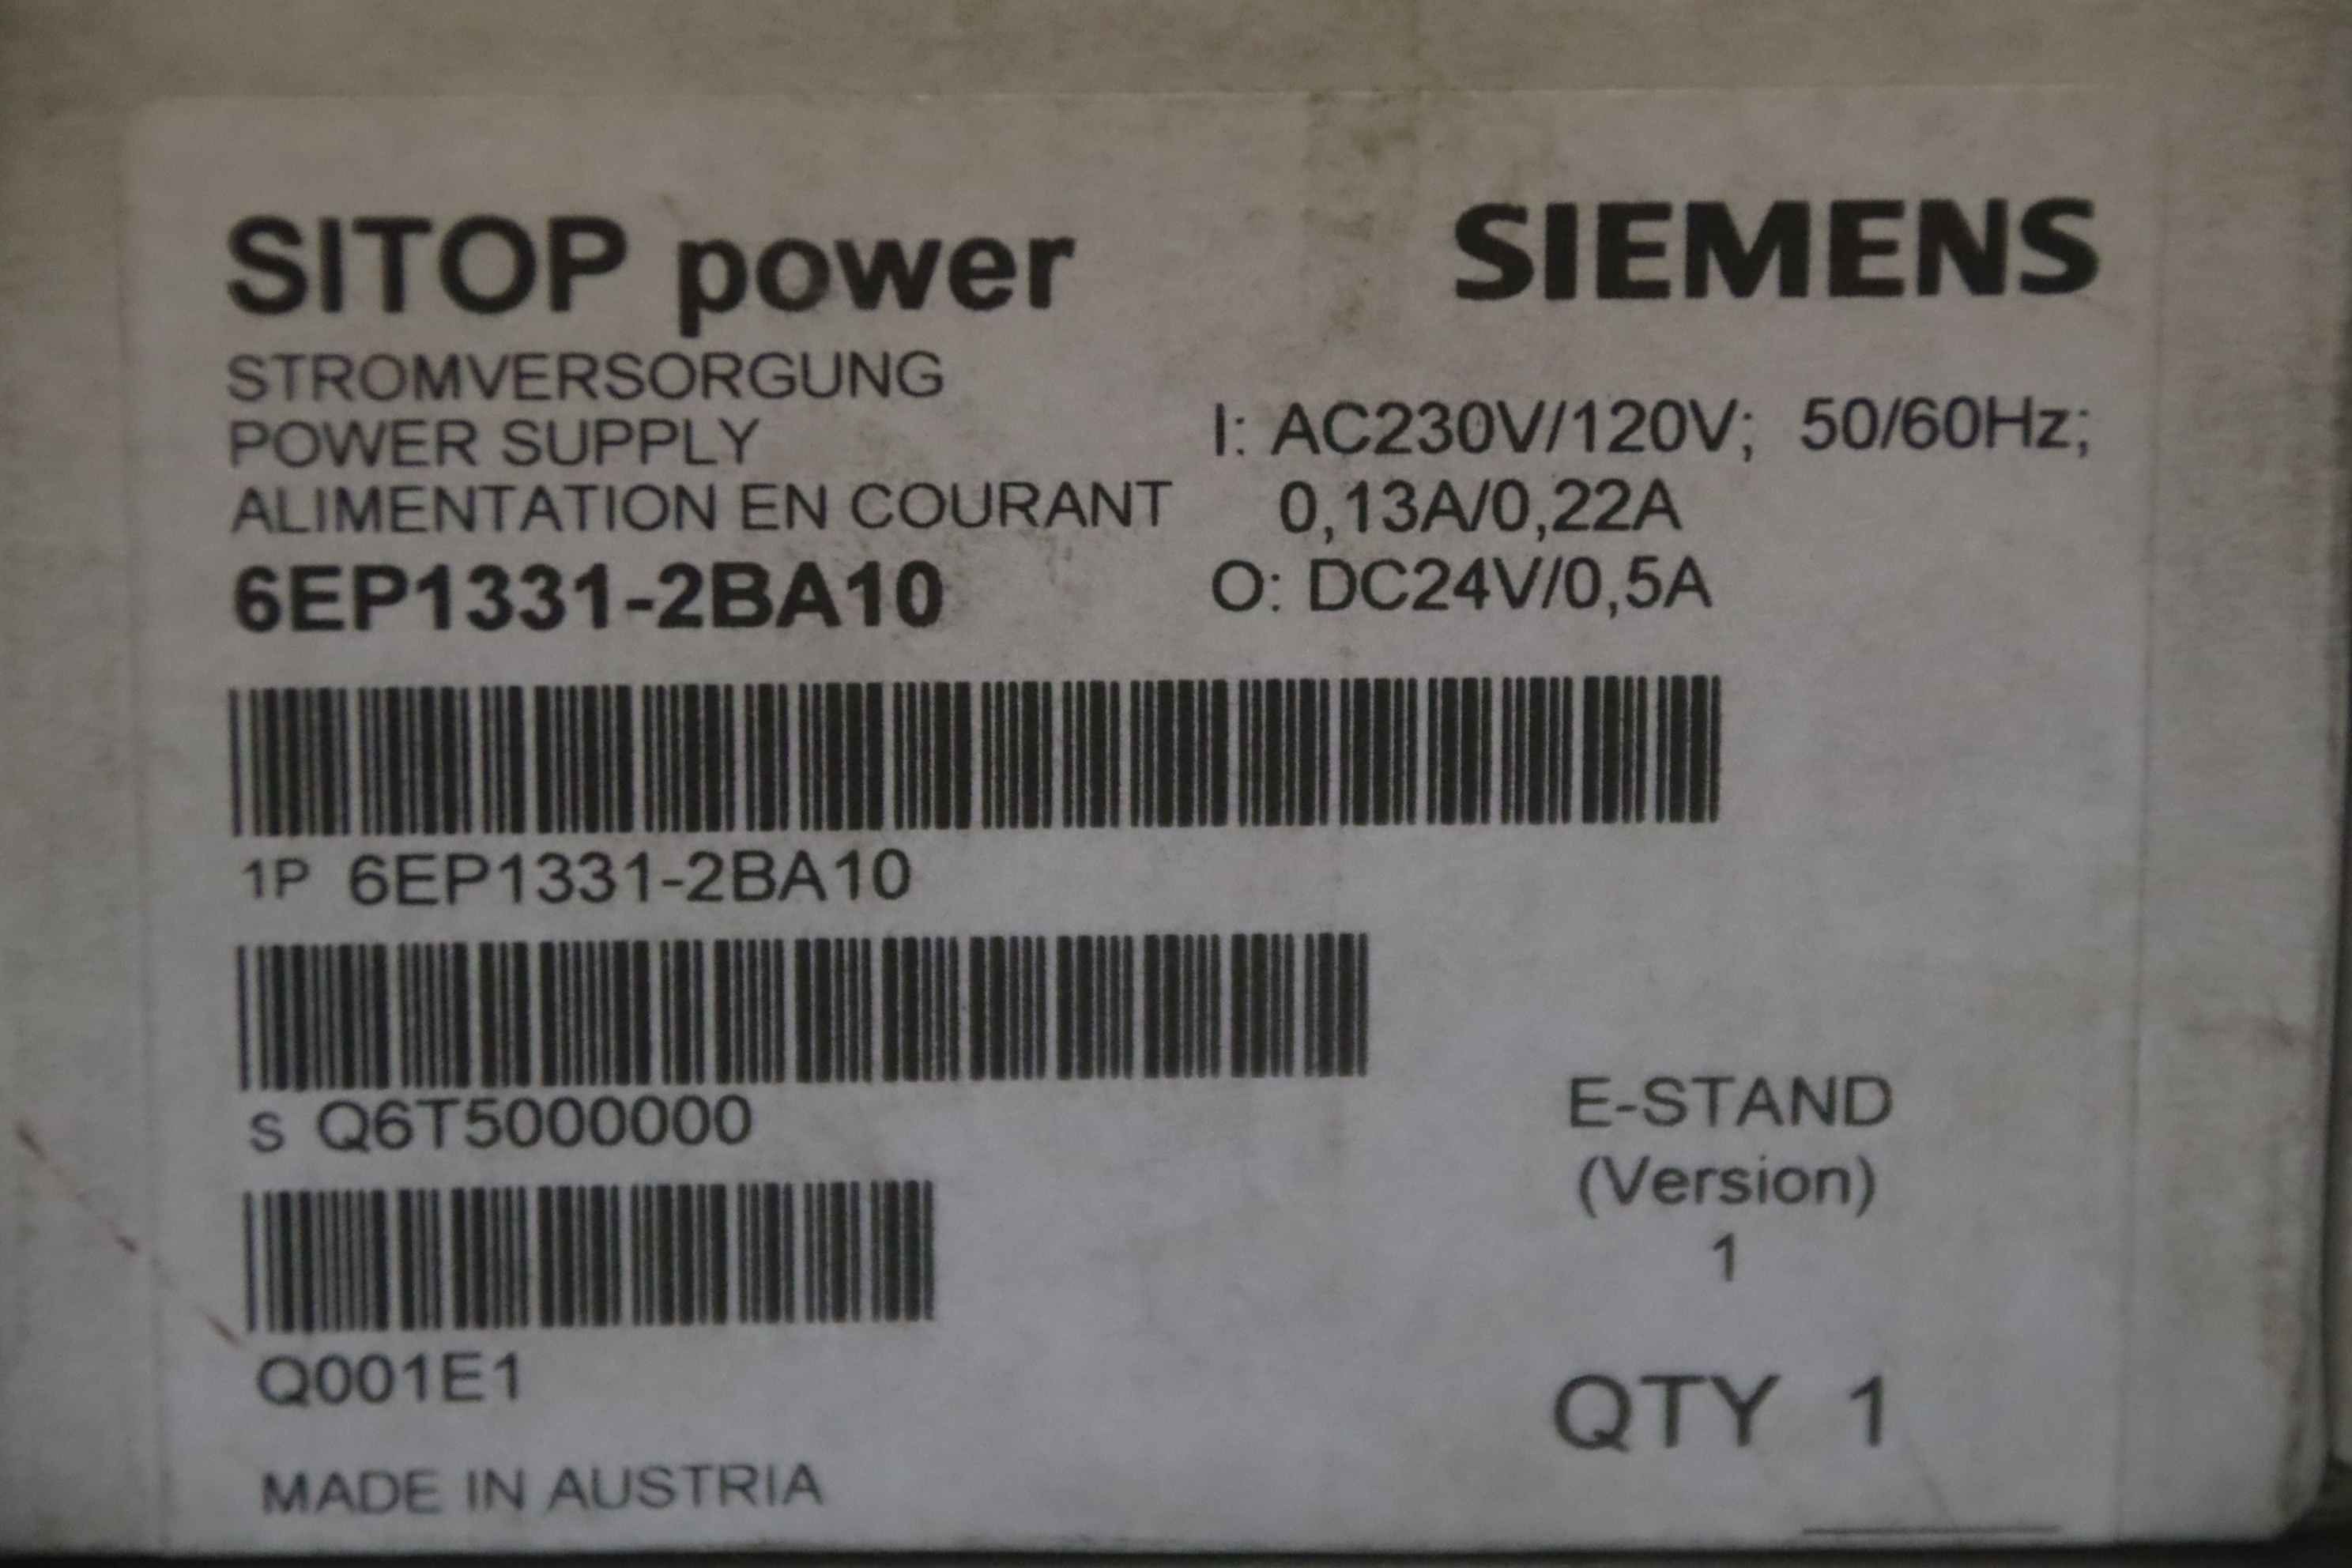 SITOP power
SIEMENS
STROMVERSORGUNG
POWER SUPPLY
ALIMENTATION EN COURANT
6EP1331-2BA10
I: AC230V/120V; 50/60Hz;
0,13A/0,22A
O: DC24V/0,5A
1P 6EP1331-2BA10
S Q6T5000000
Q001E1
E-STAND
(Version)
1
QTY 1
MADE IN AUSTRIA